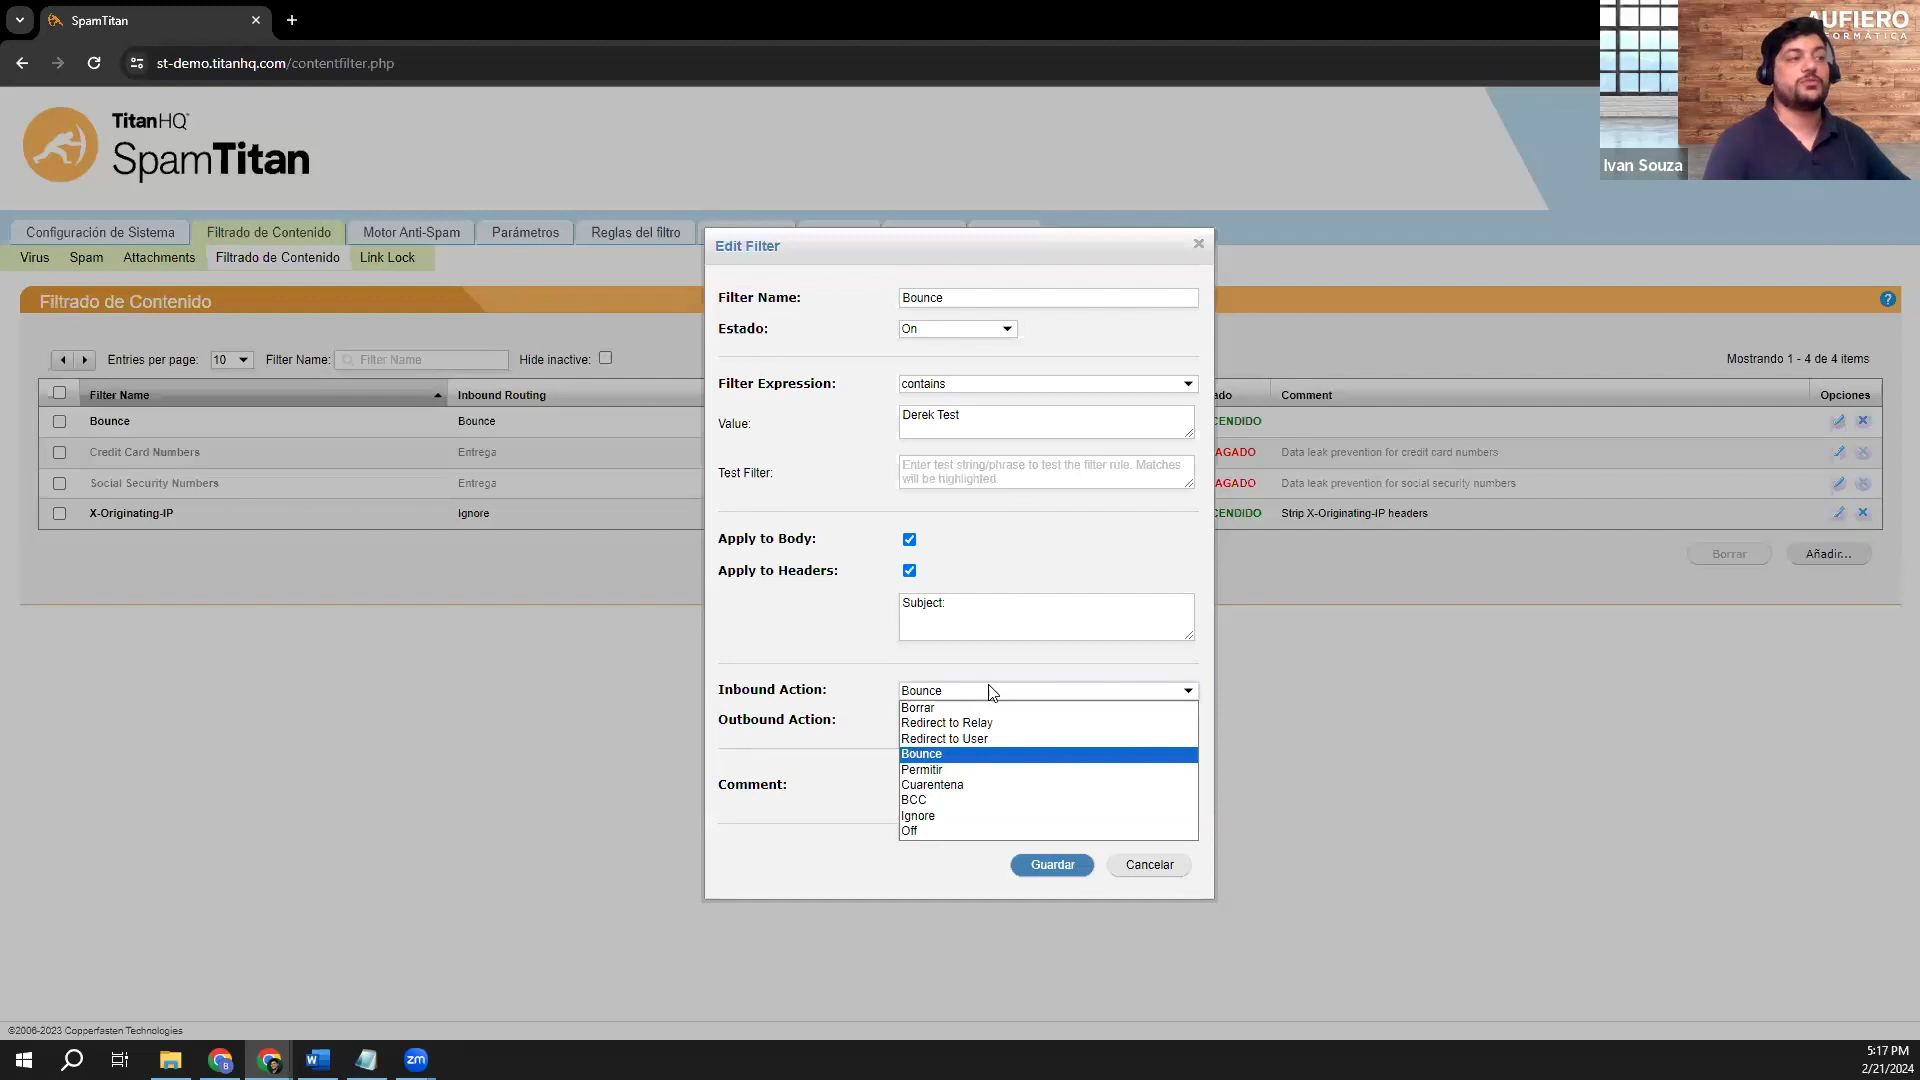 SpamTitan
st-demo.titanhq.com/contentfilter.php
AUFIERO
INFORMÁTICA
Ivan Souza
TitanHQ
SpamTitan
Configuración de Sistema
Filtrado de Contenido
Motor Anti-Spam
Parámetros
Reglas del filtro
Virus
Spam
Attachments
Filtrado de Contenido
Link Lock
Filtrado de Contenido
?
Entries per page:
10
Filter Name:
Filter Name
Hide inactive:
Mostrando 1 - 4 de 4 items
Filter Name
Inbound Routing
ado
Comment
Opciones
Bounce
Bounce
CENDIDO
Credit Card Numbers
Entrega
AGADO
Data leak prevention for credit card numbers
Social Security Numbers
Entrega
AGADO
Data leak prevention for social security numbers
X-Originating-IP
Ignore
CENDIDO
Strip X-Originating-IP headers
Borrar
Añadir...
Edit Filter
Filter Name:
Bounce
Estado:
On
Filter Expression:
contains
Value:
Derek Test
Test Filter:
Enter test string/phrase to test the filter rule. Matches
will be highlighted.
Apply to Body:
Apply to Headers:
Subject:
Inbound Action:
Bounce
Borrar
Redirect to Relay
Redirect to User
Bounce
Permitir
Cuarentena
BCC
Ignore
Off
Outbound Action:
Comment:
Guardar
Cancelar
©2006-2023 Copperfasten Technologies
zm
5:17 PM
2/21/2024